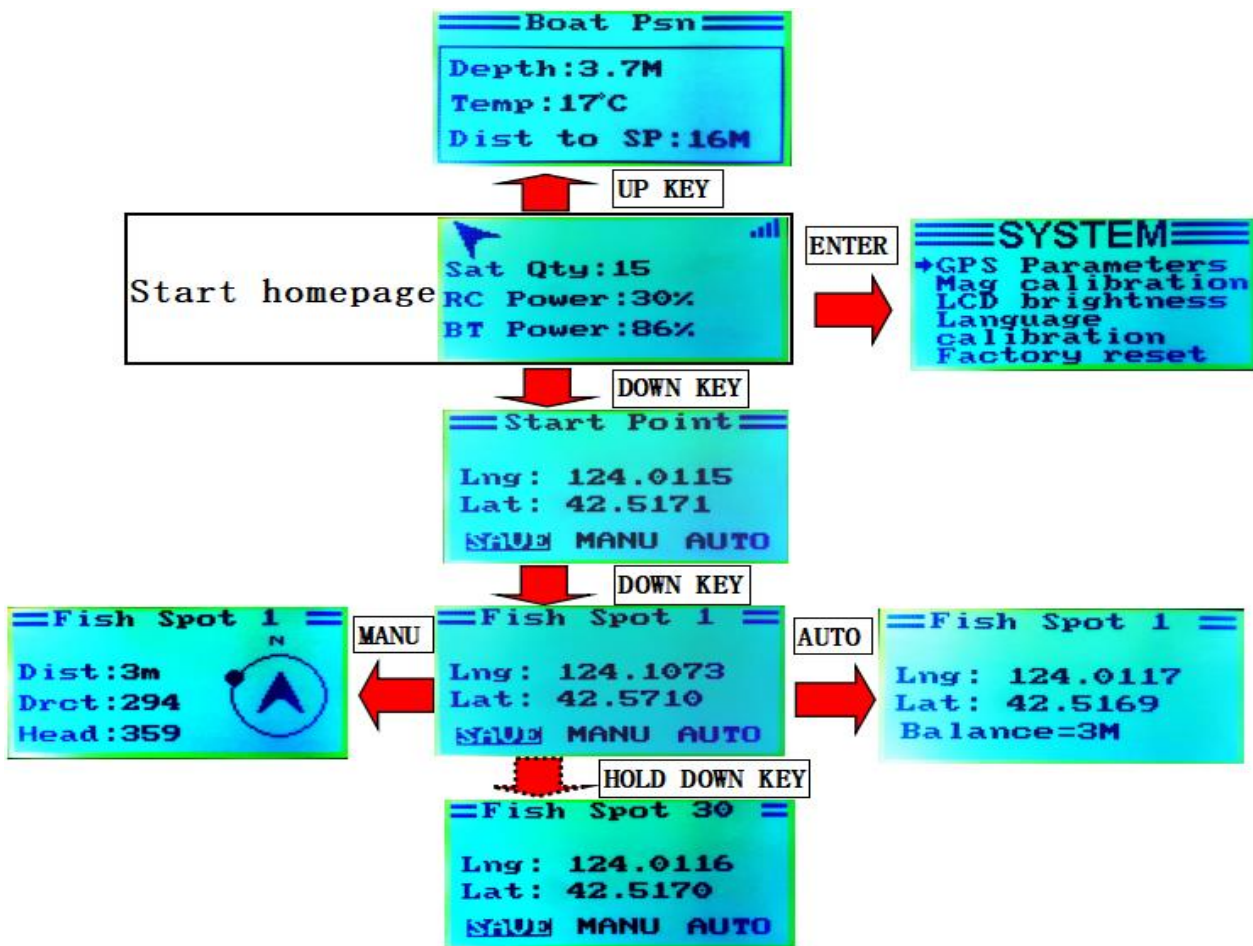 Boat Psn
Depth:3.7M
Temp:17°C
Dist to SP:16M
UP KEY
Start homepage
Sat Qty:15
RC Power:30%
BT Power:86%
ENTER
SYSTEM
GPS Parameters
Mag calibration
LCD brightness
Language
calibration
Factory reset
DOWN KEY
Start Point
Lng: 124.0115
Lat: 42.5171
SAVE MANU AUTO
DOWN KEY
Fish Spot 1
N
Dist:3m
Drct:294
Head:359
MANU
Fish Spot 1
Lng: 124.1073
Lat: 42.5710
SAVE MANU AUTO
AUTO
Fish Spot 1
Lng: 124.0117
Lat: 42.5169
Balance=3M
HOLD DOWN KEY
Fish Spot 30
Lng: 124.0116
Lat: 42.5170
SAVE MANU AUTO